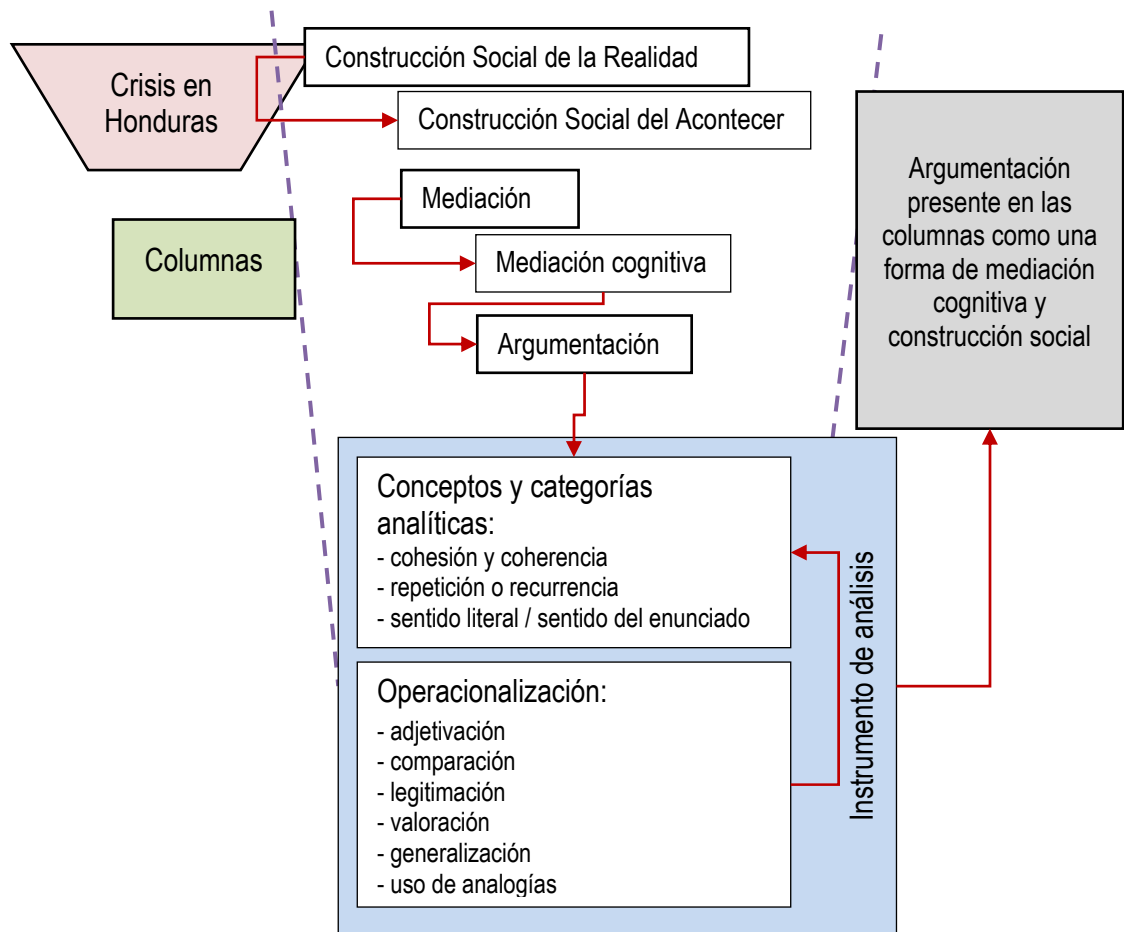 Crisis en
Honduras
Construcción Social de la Realidad
Construcción Social del Acontecer
Mediación
Columnas
Mediación cognitiva
Argumentación
Argumentación
presente en las
columnas como una
forma de mediación
cognitiva y
construcción social
Conceptos y categorías
analíticas:
- cohesión y coherencia
- repetición o recurrencia
- sentido literal / sentido del enunciado
Operacionalización:
- adjetivación
- comparación
- legitimación
- valoración
- generalización
- uso de analogías
Instrumento de análisis